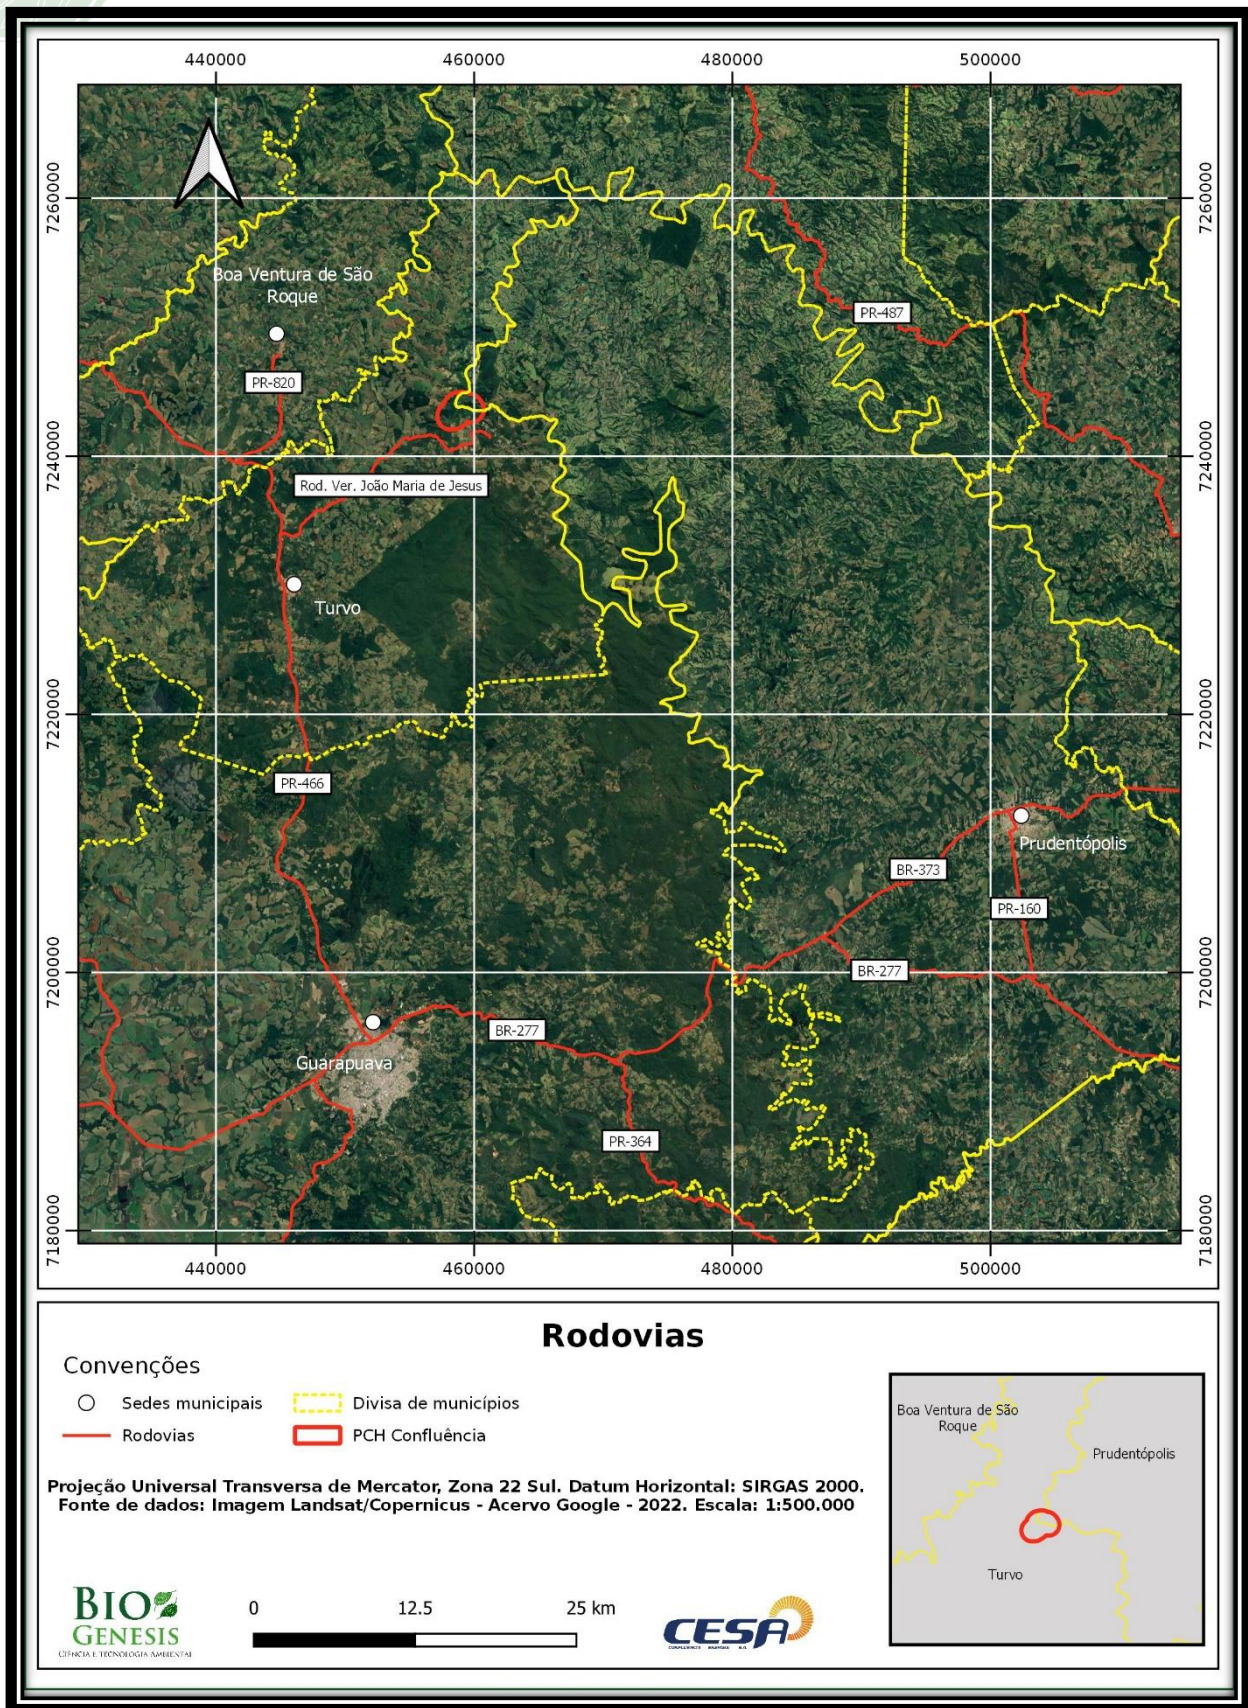 440000 460000 480000 500000
7260000 7260000
Boa Ventura de São
Roque
PR-487
PR-820
7240000 7240000
Rod. Ver. João Maria de Jesus
Turvo
7220000 7220000
PR-466
Prudentópolis
BR-373
PR-160
7200000 7200000
BR-277
BR-277
Guarapuava
PR-364
7180000 7180000
440000 460000 480000 500000
Rodovias
Convenções
Sedes municipais
Divisa de municípios
Rodovias
PCH Confluência
Projeção Universal Transversa de Mercator, Zona 22 Sul. Datum Horizontal: SIRGAS 2000.
Fonte de dados: Imagem Landsat/Copernicus - Acervo Google - 2022. Escala: 1:500.000
Boa Ventura de São
Roque
Prudentópolis
Turvo
BIO
GENESIS
CIÊNCIA E TECNOLOGIA AMBIENTAL
0 12.5 25 km
CESA